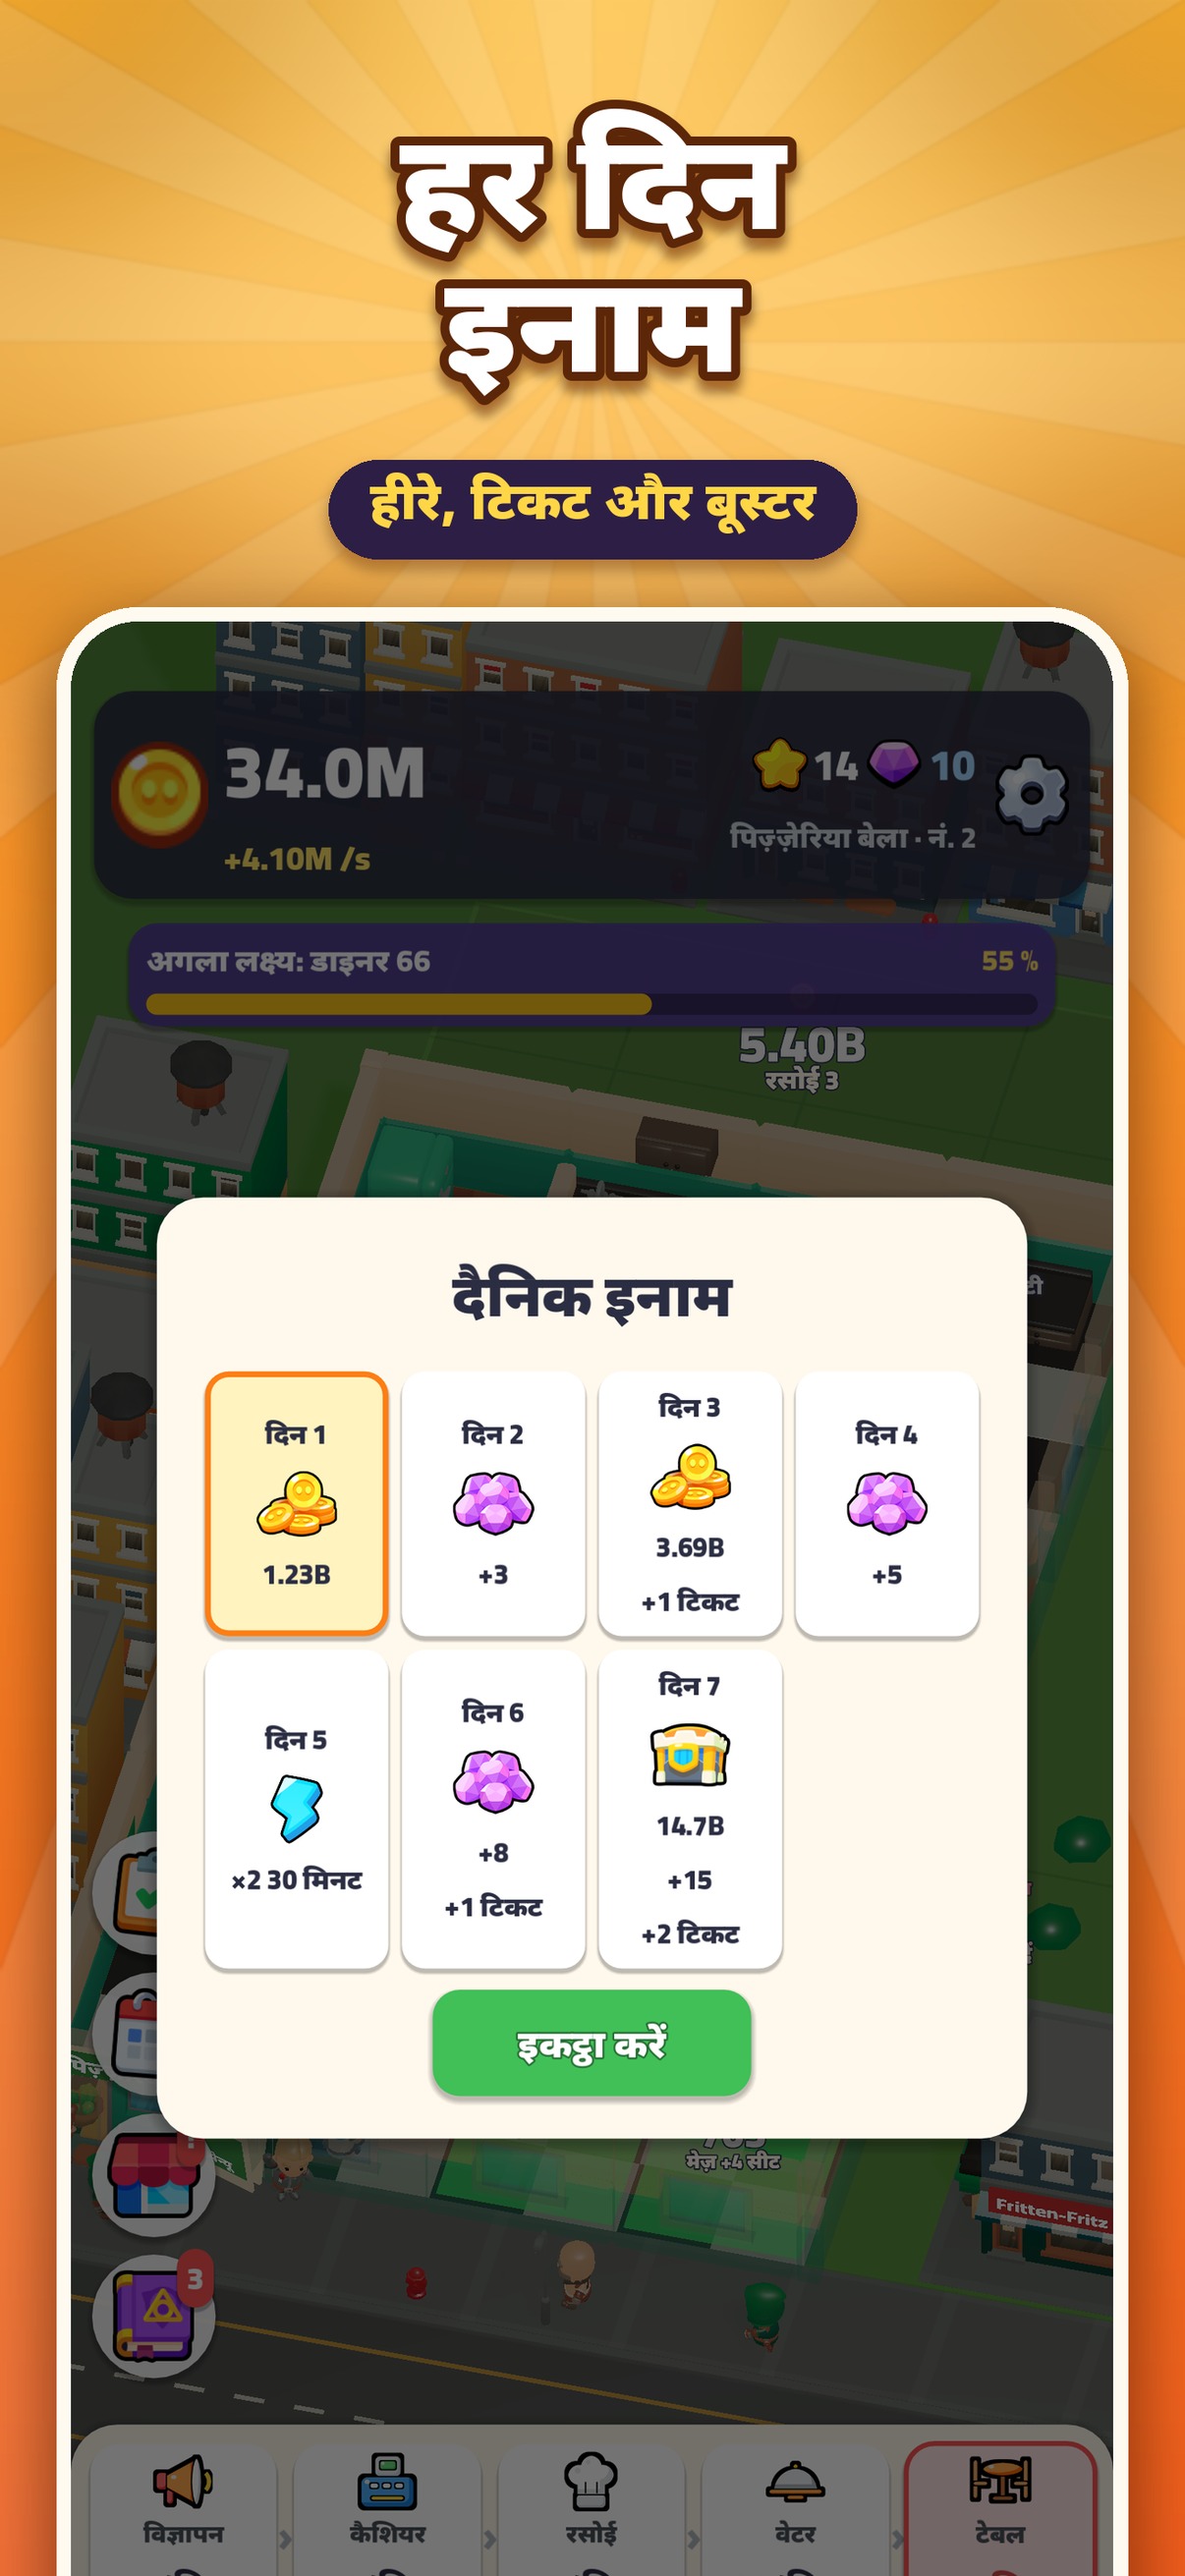 हर दिन
इनाम
हीरे, टिकट और बूस्टर
34.0M
+4.10M /s
14
10
पिज़्ज़ेरिया बेला · नं. 2
अगला लक्ष्य: डाइनर 66
55 %
5.40B
रसोई 3
दैनिक इनाम
दिन 1
1.23B
दिन 2
+3
दिन 3
3.69B
+1 टिकट
दिन 4
+5
दिन 5
×2 30 मिनट
दिन 6
+8
+1 टिकट
दिन 7
14.7B
+15
+2 टिकट
इकट्ठा करें
मेज़ +4 सीट
Fritten-Fritz
3
विज्ञापन
कैशियर
रसोई
वेटर
टेबल